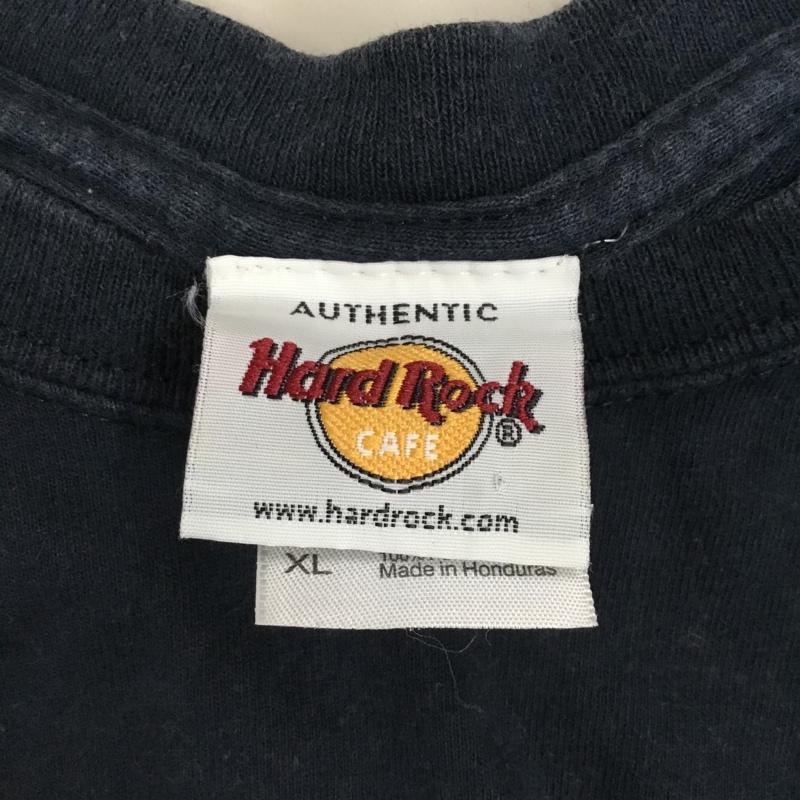 AUTHENTIC
Hard Rock
CAFE
®
www.hardrock.com
XL
Made in Honduras